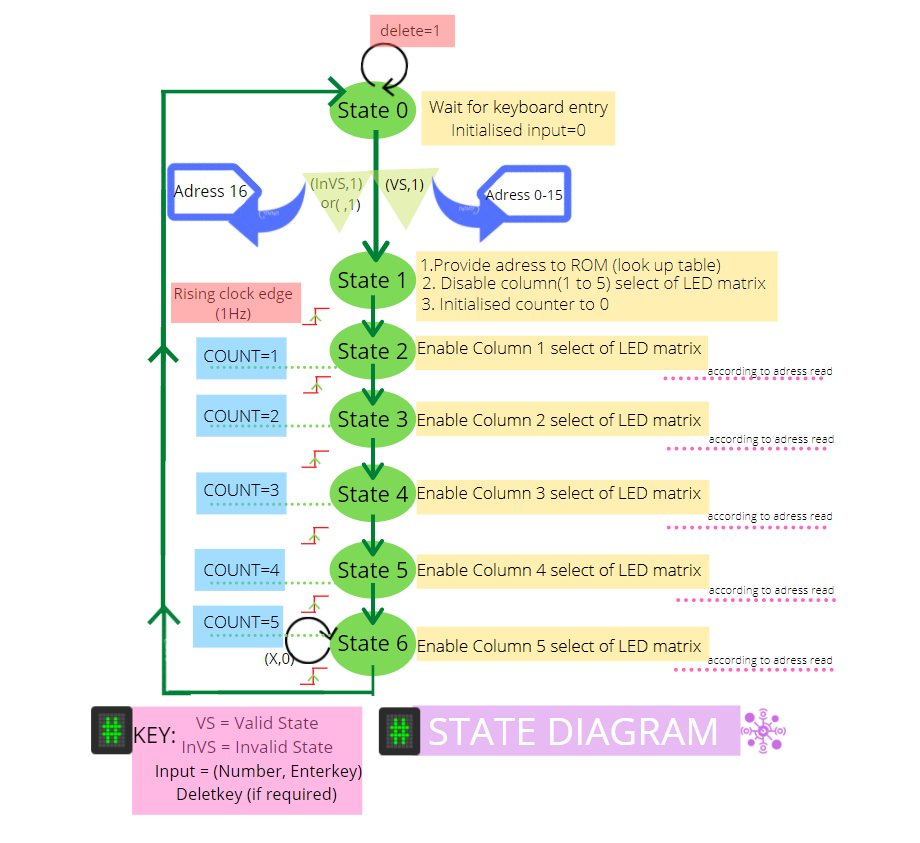 delete=1
State 0
Wait for keyboard entry
Initialised input=0
Adress 16
(InVS,1)
or( ,1)
(VS,1)
Adress 0-15
State 1
1.Provide adress to ROM (look up table)
2. Disable column(1 to 5) select of LED matrix
3. Initialised counter to 0
Rising clock edge
(1Hz)
COUNT=1
State 2
Enable Column 1 select of LED matrix
according to adress read
COUNT=2
State 3
Enable Column 2 select of LED matrix
according to adress read
COUNT=3
State 4
Enable Column 3 select of LED matrix
according to adress read
COUNT=4
State 5
Enable Column 4 select of LED matrix
according to adress read
COUNT=5
(X,0)
State 6
Enable Column 5 select of LED matrix
according to adress read
KEY:
VS = Valid State
InVS = Invalid State
Input = (Number, Enterkey)
Deletkey (if required)
STATE DIAGRAM